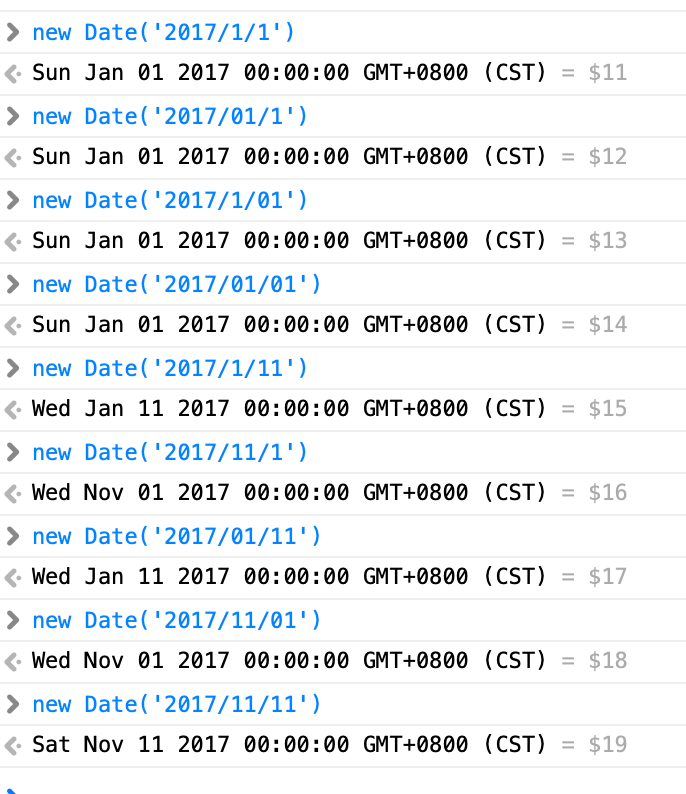 new Date('2017/1/1')
Sun Jan 01 2017 00:00:00 GMT+0800 (CST) = $11
new Date('2017/01/1')
Sun Jan 01 2017 00:00:00 GMT+0800 (CST) = $12
new Date('2017/1/01')
Sun Jan 01 2017 00:00:00 GMT+0800 (CST) = $13
new Date('2017/01/01')
Sun Jan 01 2017 00:00:00 GMT+0800 (CST) = $14
new Date('2017/1/11')
Wed Jan 11 2017 00:00:00 GMT+0800 (CST) = $15
new Date('2017/11/1')
Wed Nov 01 2017 00:00:00 GMT+0800 (CST) = $16
new Date('2017/01/11')
Wed Jan 11 2017 00:00:00 GMT+0800 (CST) = $17
new Date('2017/11/01')
Wed Nov 01 2017 00:00:00 GMT+0800 (CST) = $18
new Date('2017/11/11')
Sat Nov 11 2017 00:00:00 GMT+0800 (CST) = $19